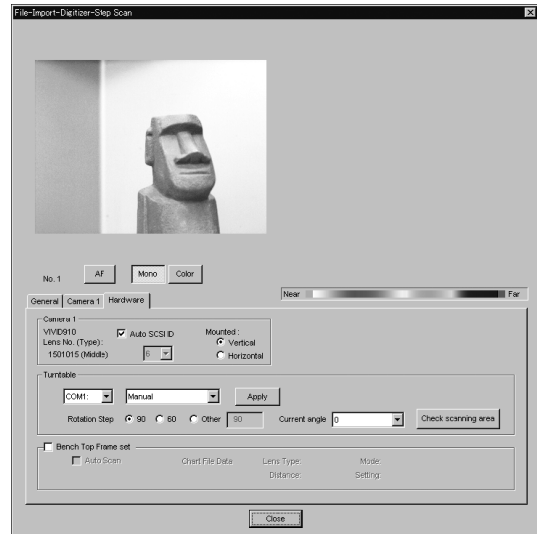 File-Import-Digitizer-Step Scan
No. 1
AF
Mono
Color
Near
Far
General
Camera 1
Hardware
Camera 1
VIVID910
Lens No. (Type):
1501015 (Middle)
Auto SCSI ID
6
Mounted :
Vertical
Horizontal
Turntable
COM1:
Manual
Apply
Rotation Step
90
60
Other
90
Current angle
0
Check scanning area
Bench Top Frame set
Auto Scan
Chart File Data
Lens Type:
Mode:
Distance:
Setting:
Close